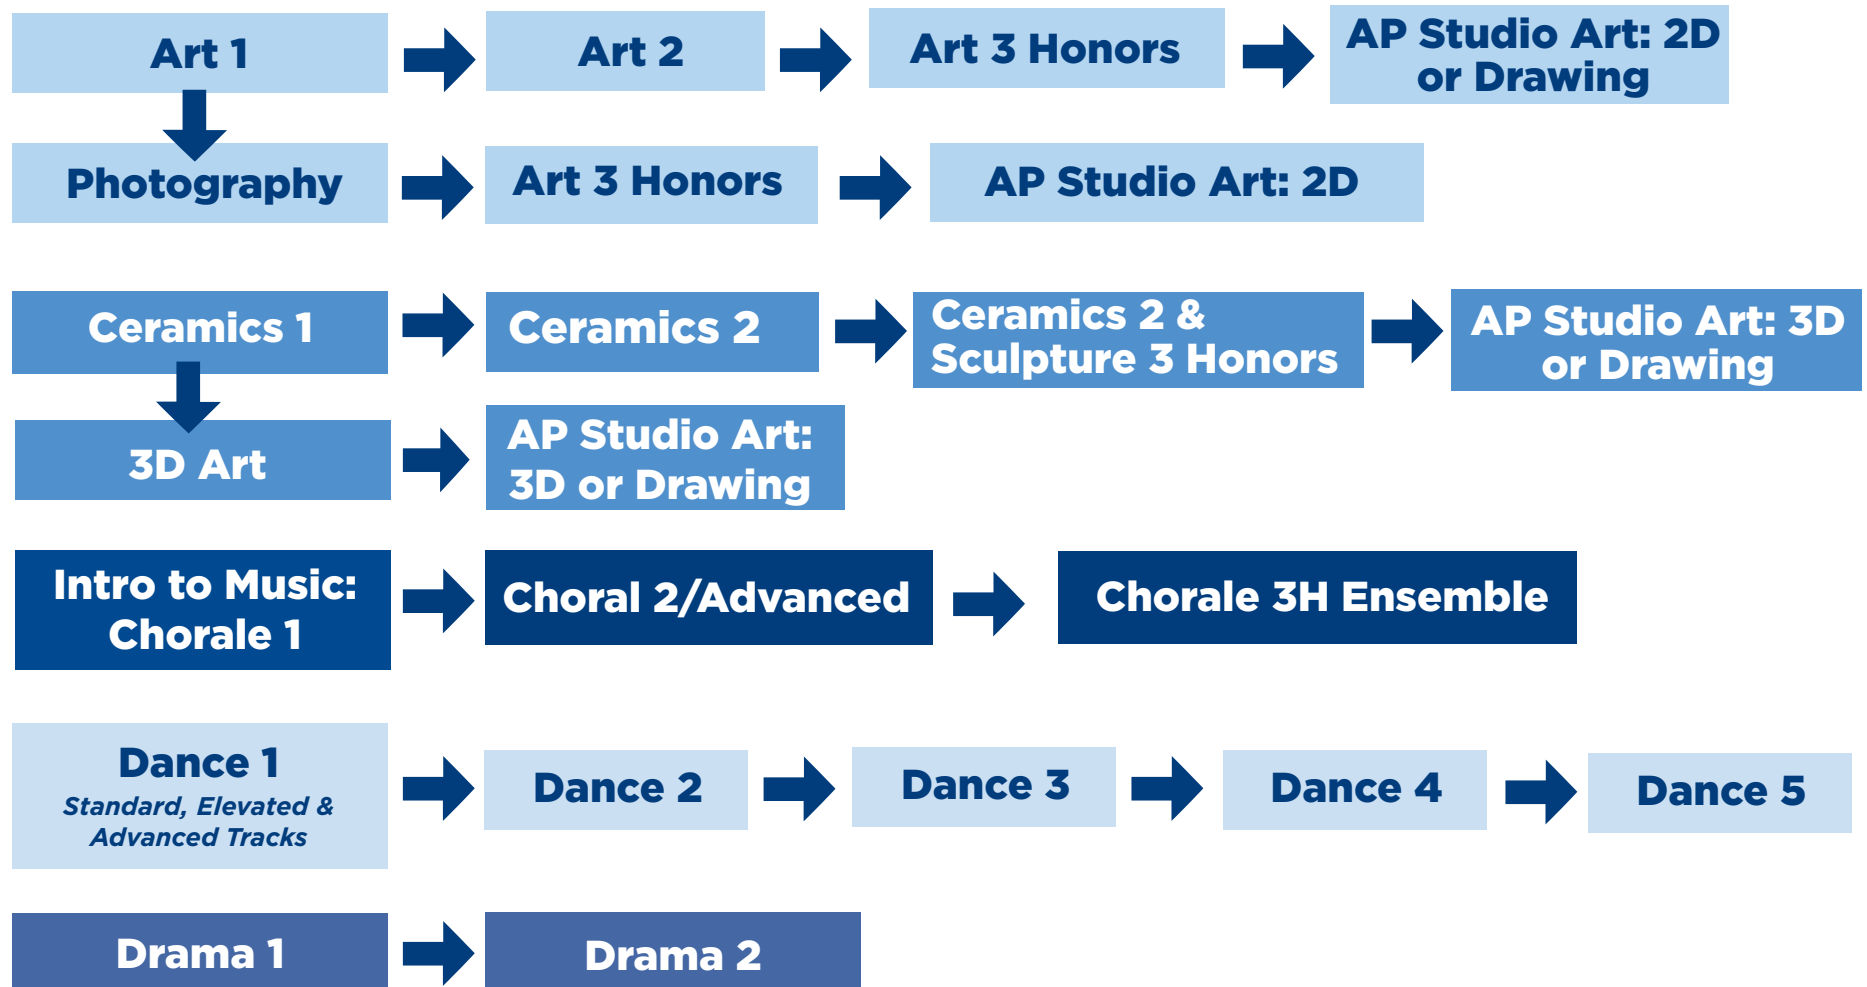 Art 1
Art 2
Art 3 Honors
AP Studio Art: 2D
or Drawing
Photography
Art 3 Honors
AP Studio Art: 2D
Ceramics 1
Ceramics 2
Ceramics 2 &
Sculpture 3 Honors
AP Studio Art: 3D
or Drawing
3D Art
AP Studio Art:
3D or Drawing
Intro to Music:
Chorale 1
Choral 2/Advanced
Chorale 3H Ensemble
Dance 1
Standard, Elevated &
Advanced Tracks
Dance 2
Dance 3
Dance 4
Dance 5
Drama 1
Drama 2